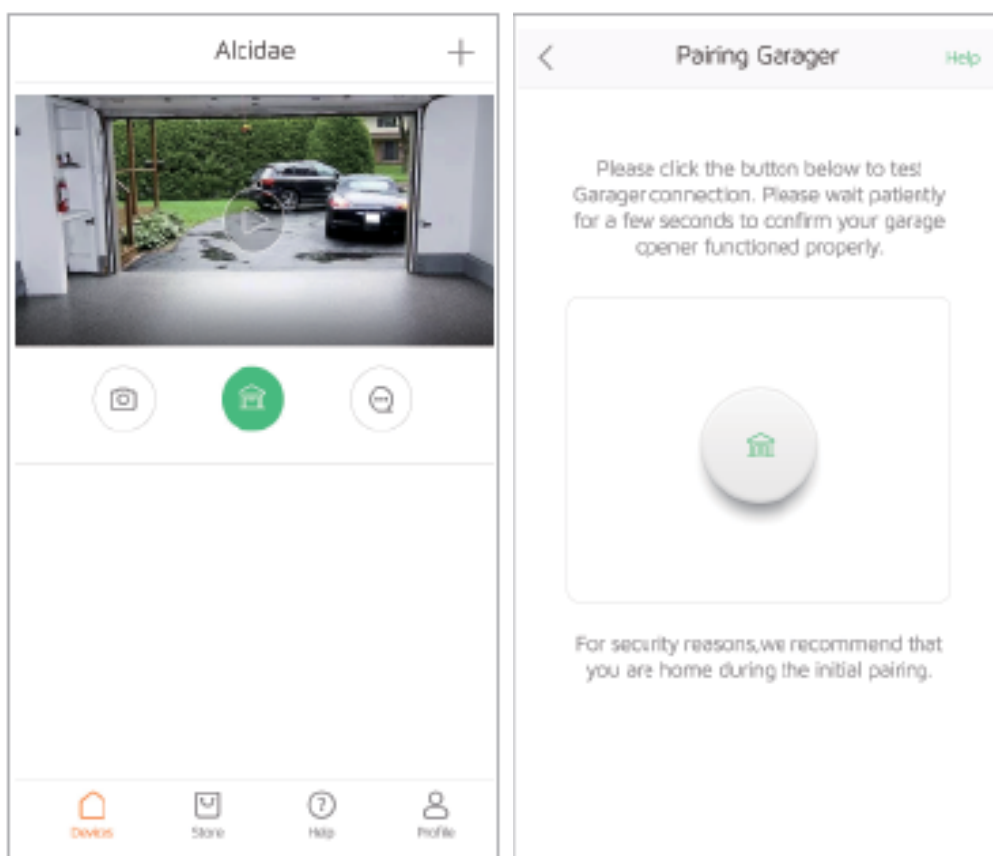 Alcidae
Devices
Store
Help
Profile
Pairing Garager
Help
Please click the button below to test
Garager connection. Please wait patiently
for a few seconds to confirm your garage
opener functioned properly.
For security reasons,we recommend that
you are home during the initial pairing.